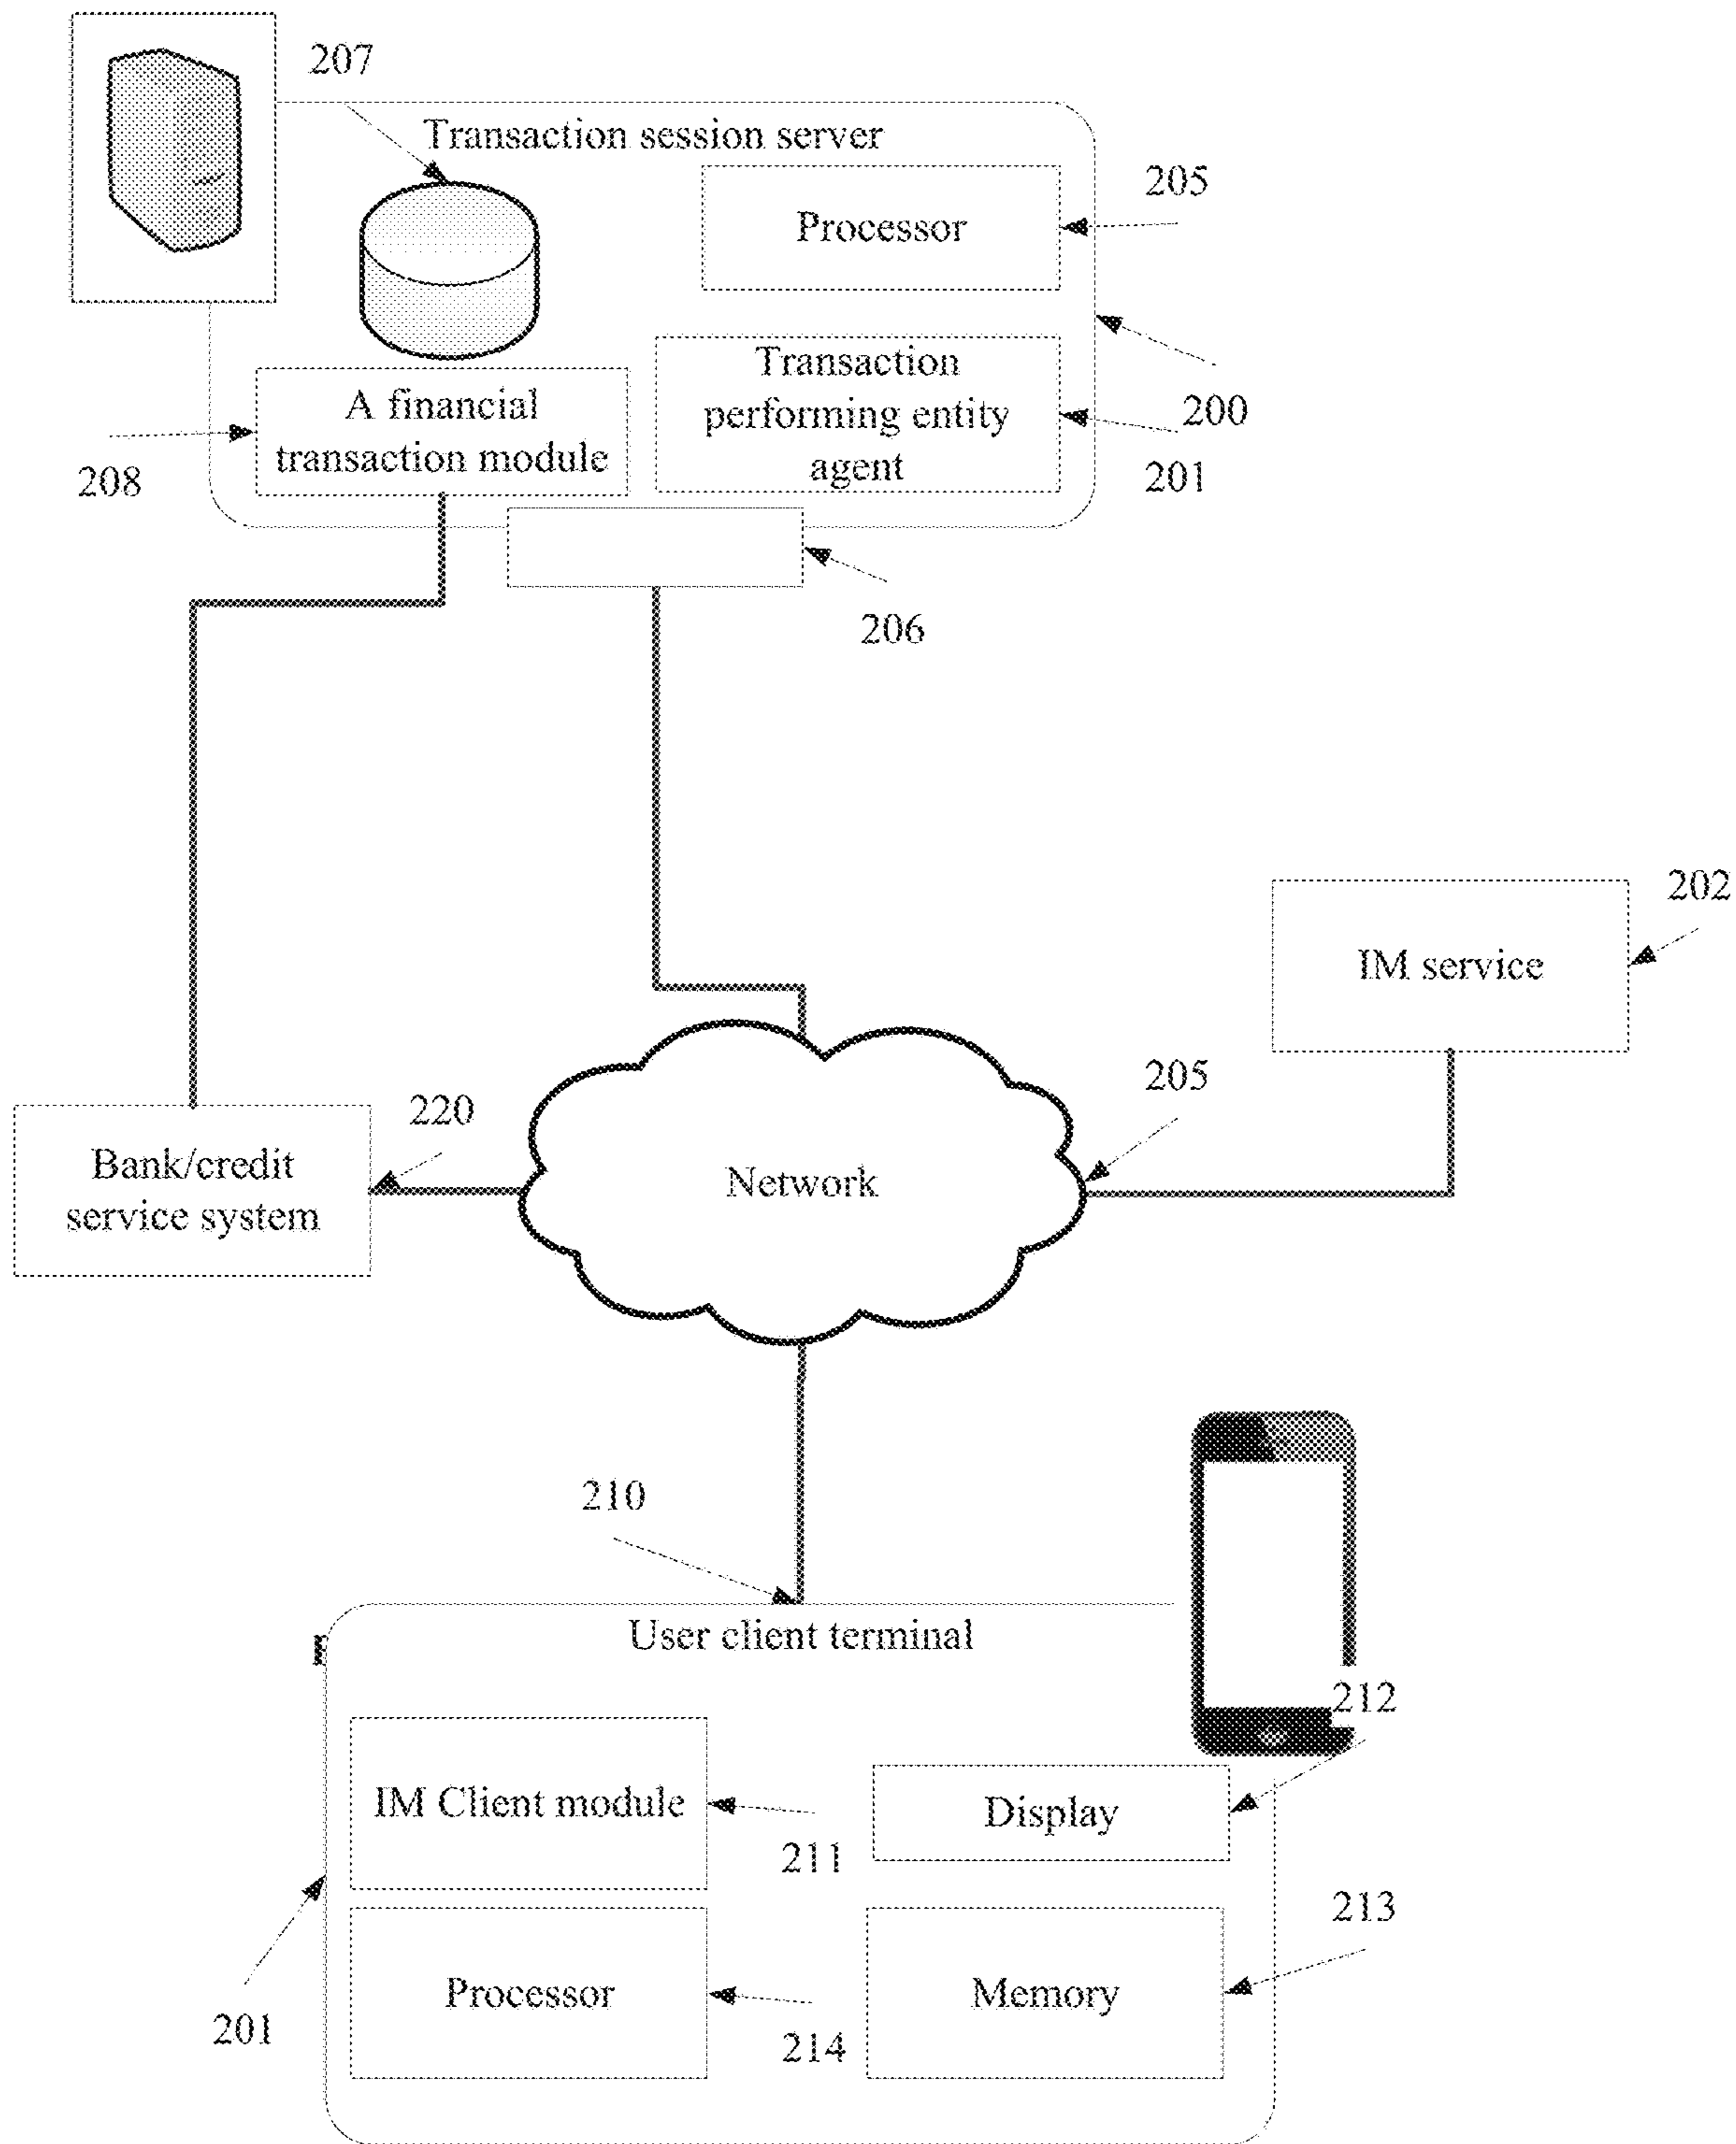 207
Transaction session server
205
Processor
Transaction
performing entity
agent
A financial
transaction module
200
208
201
206
202
IM service
205
220
Bank/credit
service system
Network
210
User client terminal
212
IM Client module
Display
211
213
Processor
Memory
201
214